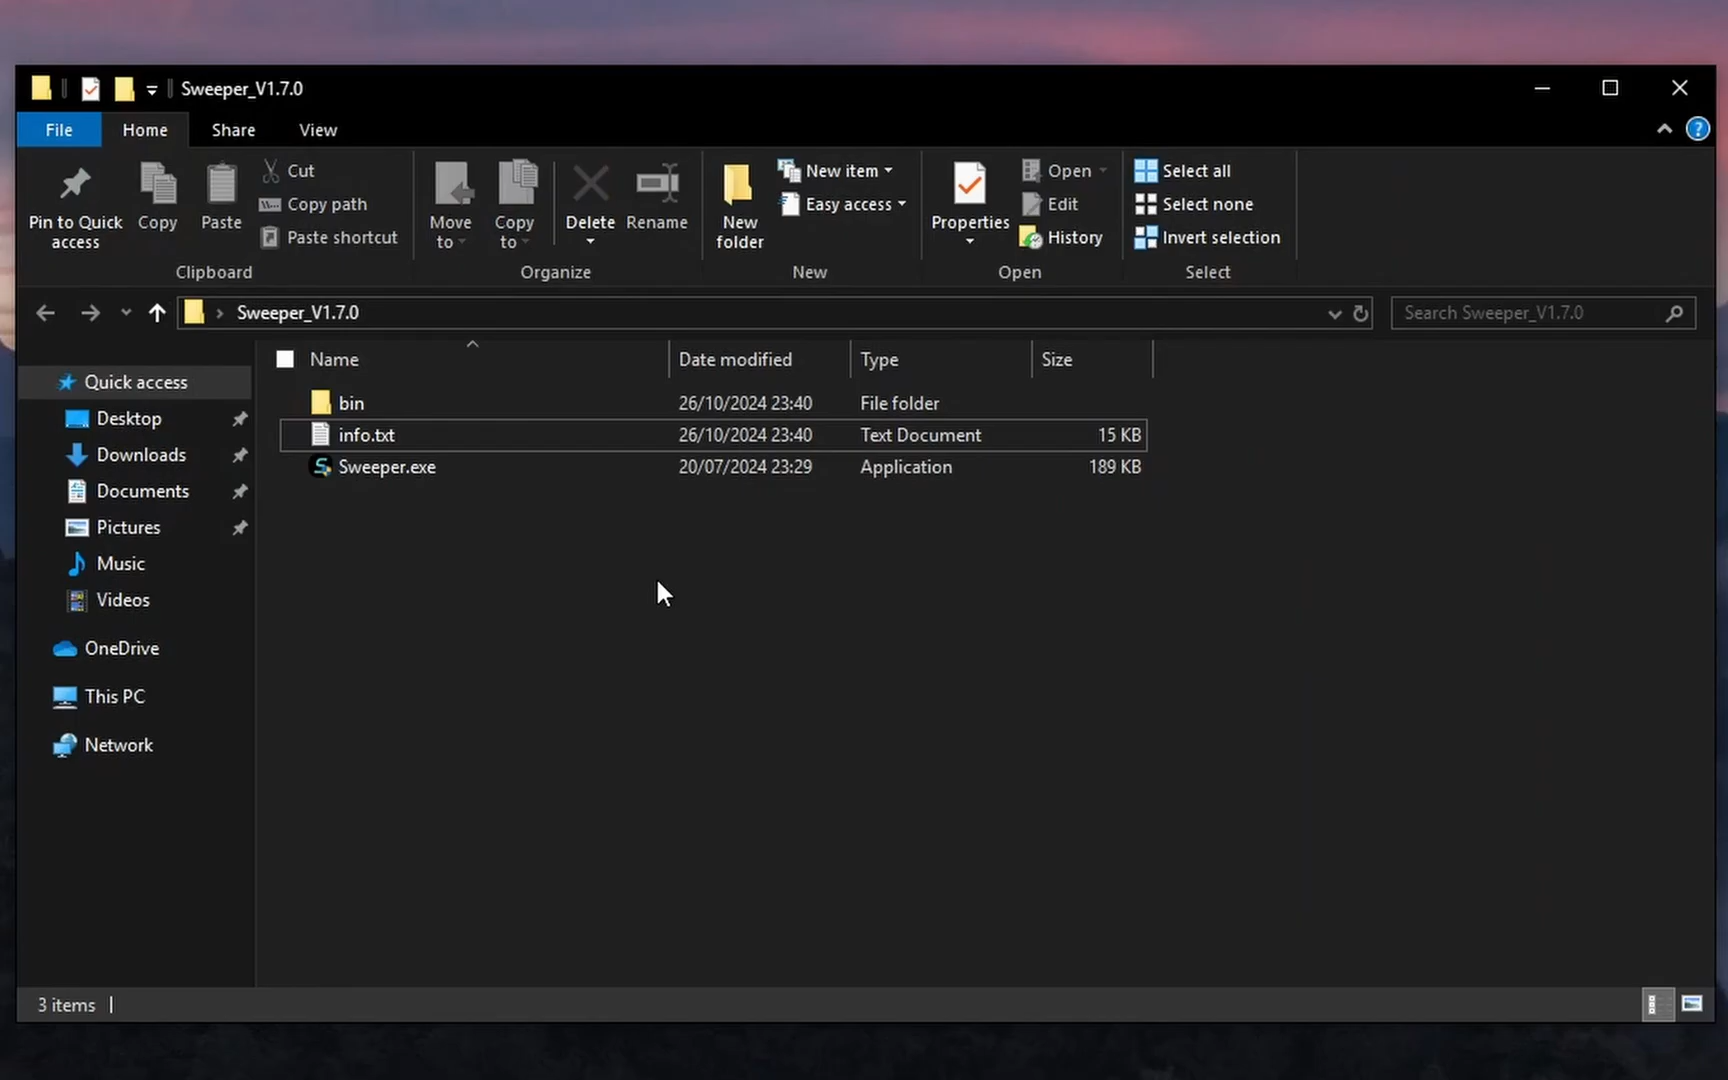 Sweeper_V1.7.0
File Home Share View
Pin to Quick access
Copy
Paste
Cut
Copy path
Paste shortcut
Clipboard
Move to
Copy to
Delete
Rename
Organize
New folder
New item
Easy access
New
Properties
Open
Edit
History
Open
Select all
Select none
Invert selection
Select
Sweeper_V1.7.0
Search Sweeper_V1.7.0
Quick access
Desktop
Downloads
Documents
Pictures
Music
Videos
OneDrive
This PC
Network
Name Date modified Type Size
bin 26/10/2024 23:40 File folder
info.txt 26/10/2024 23:40 Text Document 15 KB
Sweeper.exe 20/07/2024 23:29 Application 189 KB
3 items